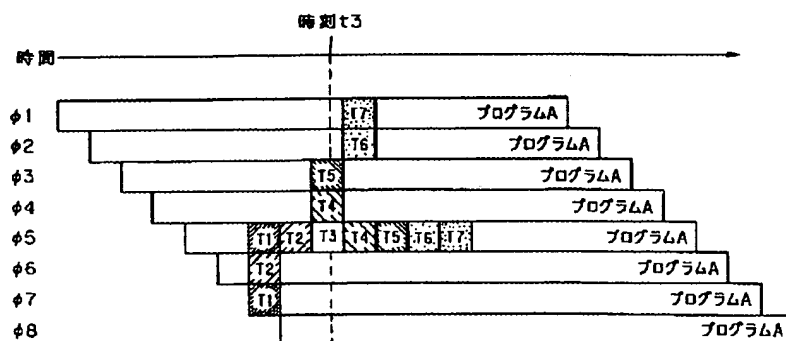 時刻t3
時間
φ1 T7 プログラムA
φ2 T6 プログラムA
φ3 T5 プログラムA
φ4 T4 プログラムA
φ5 T1 T2 T3 T4 T5 T6 T7 プログラムA
φ6 T2 プログラムA
φ7 T1 プログラムA
φ8 プログラムA